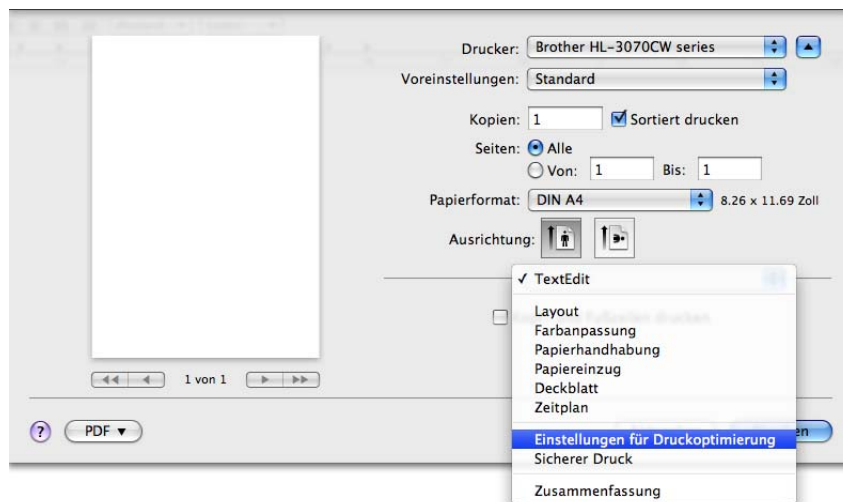 Drucker: Brother HL-3070CW series
Voreinstellungen: Standard
Kopien: 1 Sortiert drucken
Seiten: Alle
Von: 1 Bis: 1
Papierformat: DIN A4 8.26 x 11.69 Zoll
Ausrichtung:
✓ TextEdit
Layout
Farbanpassung
Papierhandhabung
Papiereinzug
Deckblatt
Zeitplan
Einstellungen für Druckoptimierung
Sicherer Druck
Zusammenfassung
1 von 1
? PDF ▼